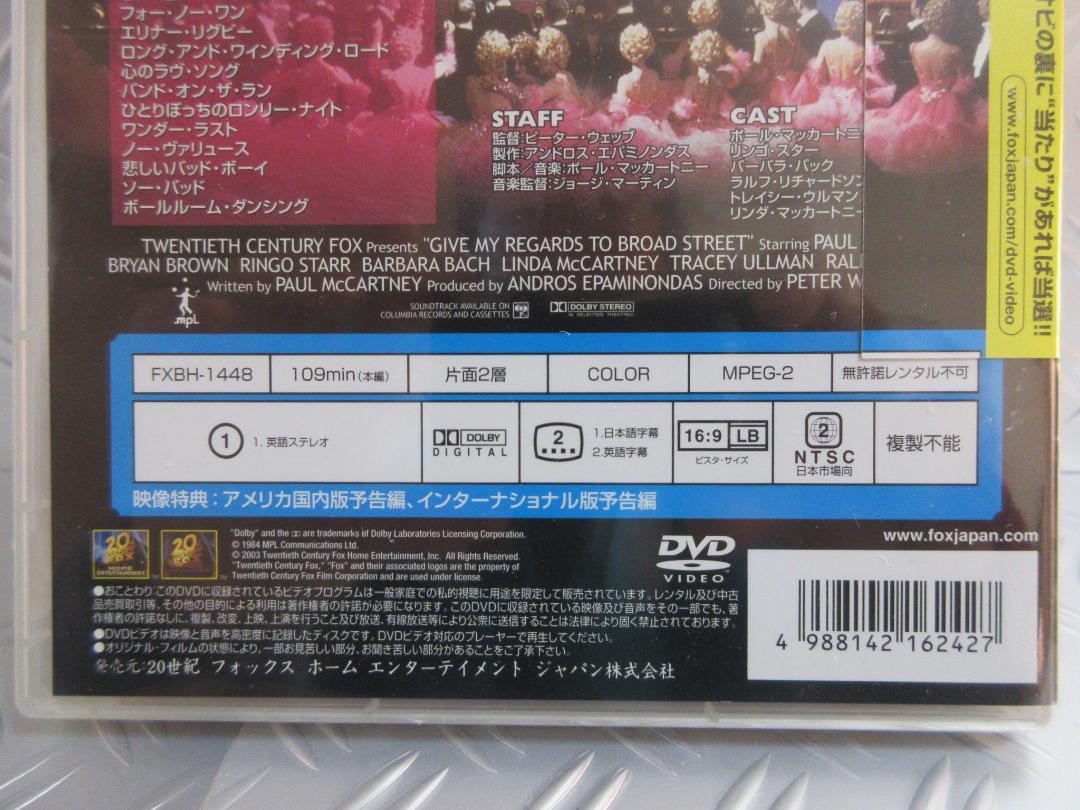 フォー・ノー・ワン
エリナー・リグビー
ロング・アンド・ワインディング・ロード
心のラヴ・ソング
バンド・オン・ザ・ラン
ひとりぼっちのロンリー・ナイト
ワンダー・ラスト
ノー・ヴァリュース
悲しいバッド・ボーイ
ソー・バッド
ボールルーム・ダンシング
STAFF
監督:ピーター・ウェッブ
製作:アンドロス・エパミノンダス
脚本／音楽:ポール・マッカートニー
音楽監督:ジョージ・マーティン
CAST
ポール・マッカートニー
リンゴ・スター
バーバラ・バック
ラルフ・リチャードソン
トレイシー・ウルマン
リンダ・マッカートニー
ナビの裏に"当たり"があれば当選!!
www.foxjapan.com/dvd-video
TWENTIETH CENTURY FOX Presents "GIVE MY REGARDS TO BROAD STREET" Starring PAUL
BRYAN BROWN RINGO STARR BARBARA BACH LINDA McCARTNEY TRACEY ULLMAN RAL
Written by PAUL McCARTNEY Produced by ANDROS EPAMINONDAS Directed by PETER W
mpL
SOUNDTRACK AVAILABLE ON
COLUMBIA RECORDS AND CASSETTES
DOLBY STEREO
IN SELECTED THEATRES
FXBH-1448
109min(本編)
片面2層
COLOR
MPEG-2
無許諾レンタル不可
1
1. 英語ステレオ
DOLBY
DIGITAL
2
1.日本語字幕
2.英語字幕
16:9 LB
ビスタ・サイズ
2
NTSC
日本市場向
複製不能
映像特典：アメリカ国内版予告編、インターナショナル版予告編
20th CENTURY FOX HOME ENTERTAINMENT
"Dolby" and the are trademarks of Dolby Laboratories Licensing Corporation.
© 1984 MPL Communications Ltd.
© 2003 Twentieth Century Fox Home Entertainment, Inc. All Rights Reserved.
"Twentieth Century Fox," "Fox" and their associated logos are the property of
Twentieth Century Fox Film Corporation and are used under license.
DVD
VIDEO
www.foxjapan.com
●おことわり:このDVDに収録されているビデオプログラムは一般家庭での私的視聴に用途を限定して販売されています。レンタル及び中古
品売買取引等、その他の目的による利用は著作権者の許諾が必要になります。このDVDに収録されている映像及び音声をその一部でも、著
作権者の許諾なしに、複製、改変、上映、上演を行うこと及び放送、有線放送等により公衆に送信することは法律により固く禁止されております。
●DVDビデオは映像と音声を高密度に記録したディスクです。DVDビデオ対応のプレーヤーで再生してください。
●オリジナル・フィルムの状態により、一部お見苦しい部分、お聞き苦しい部分があることをご了承下さい。
発売元:20世紀 フォックス ホーム エンターテイメント ジャパン株式会社
4 988142 162427